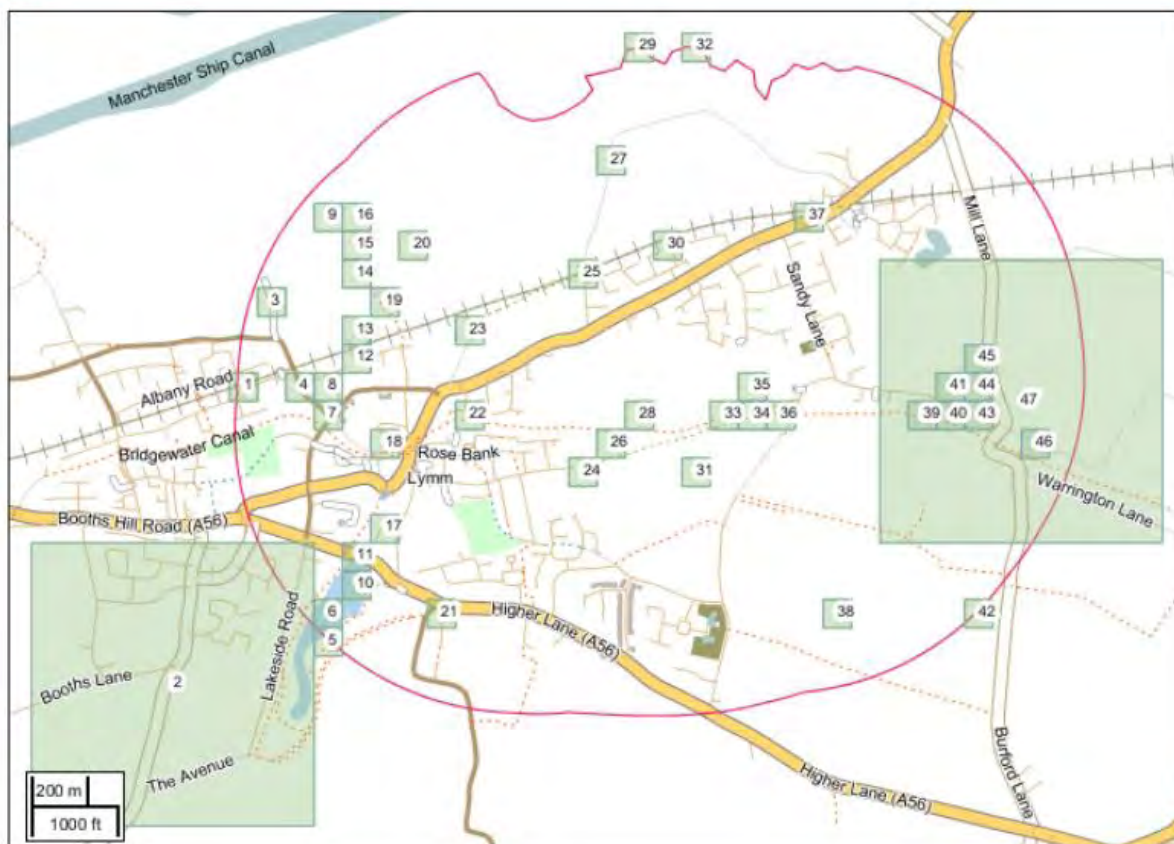 29 32
Manchester Ship Canal
27
9 16 37
15 20 30
Mill Lane
14 25
Sandy Lane
3 19
13 23
12 45
Albany Road 1 4 8 35 41 44
47
7 22 28 33 34 36 39 40 43
Bridgewater Canal
18 26 46
Rose Bank
Lymm 24 31
Warrington Lane
Booths Hill Road (A56) 17
11
10
6 21 Higher Lane (A56) 38 42
5
Lakeside Road
Booths Lane 2
The Avenue
Burford Lane
Higher Lane (A56)
200 m
1000 ft